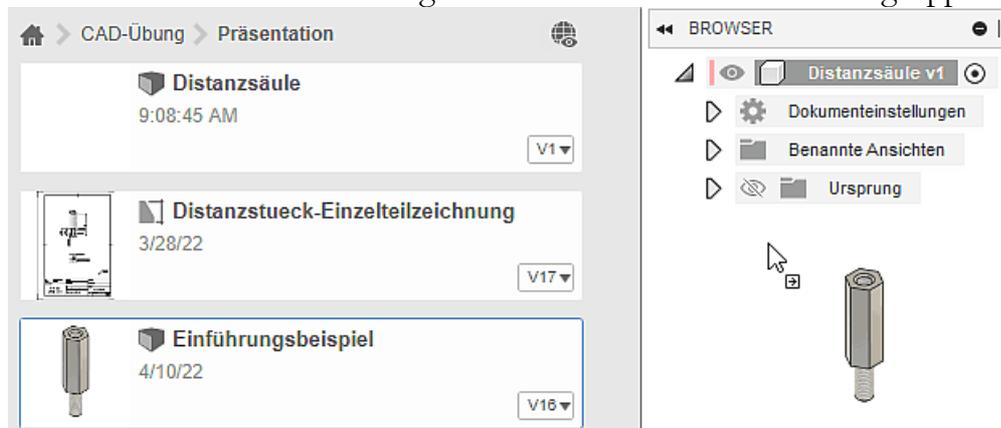 CAD-Übung > Präsentation
Distanzsäule
9:08:45 AM
V1
Distanzstueck-Einzelteilzeichnung
3/28/22
V17
Einführungsbeispiel
4/10/22
V16
BROWSER
Distanzsäule v1
Dokumenteinstellungen
Benannte Ansichten
Ursprung